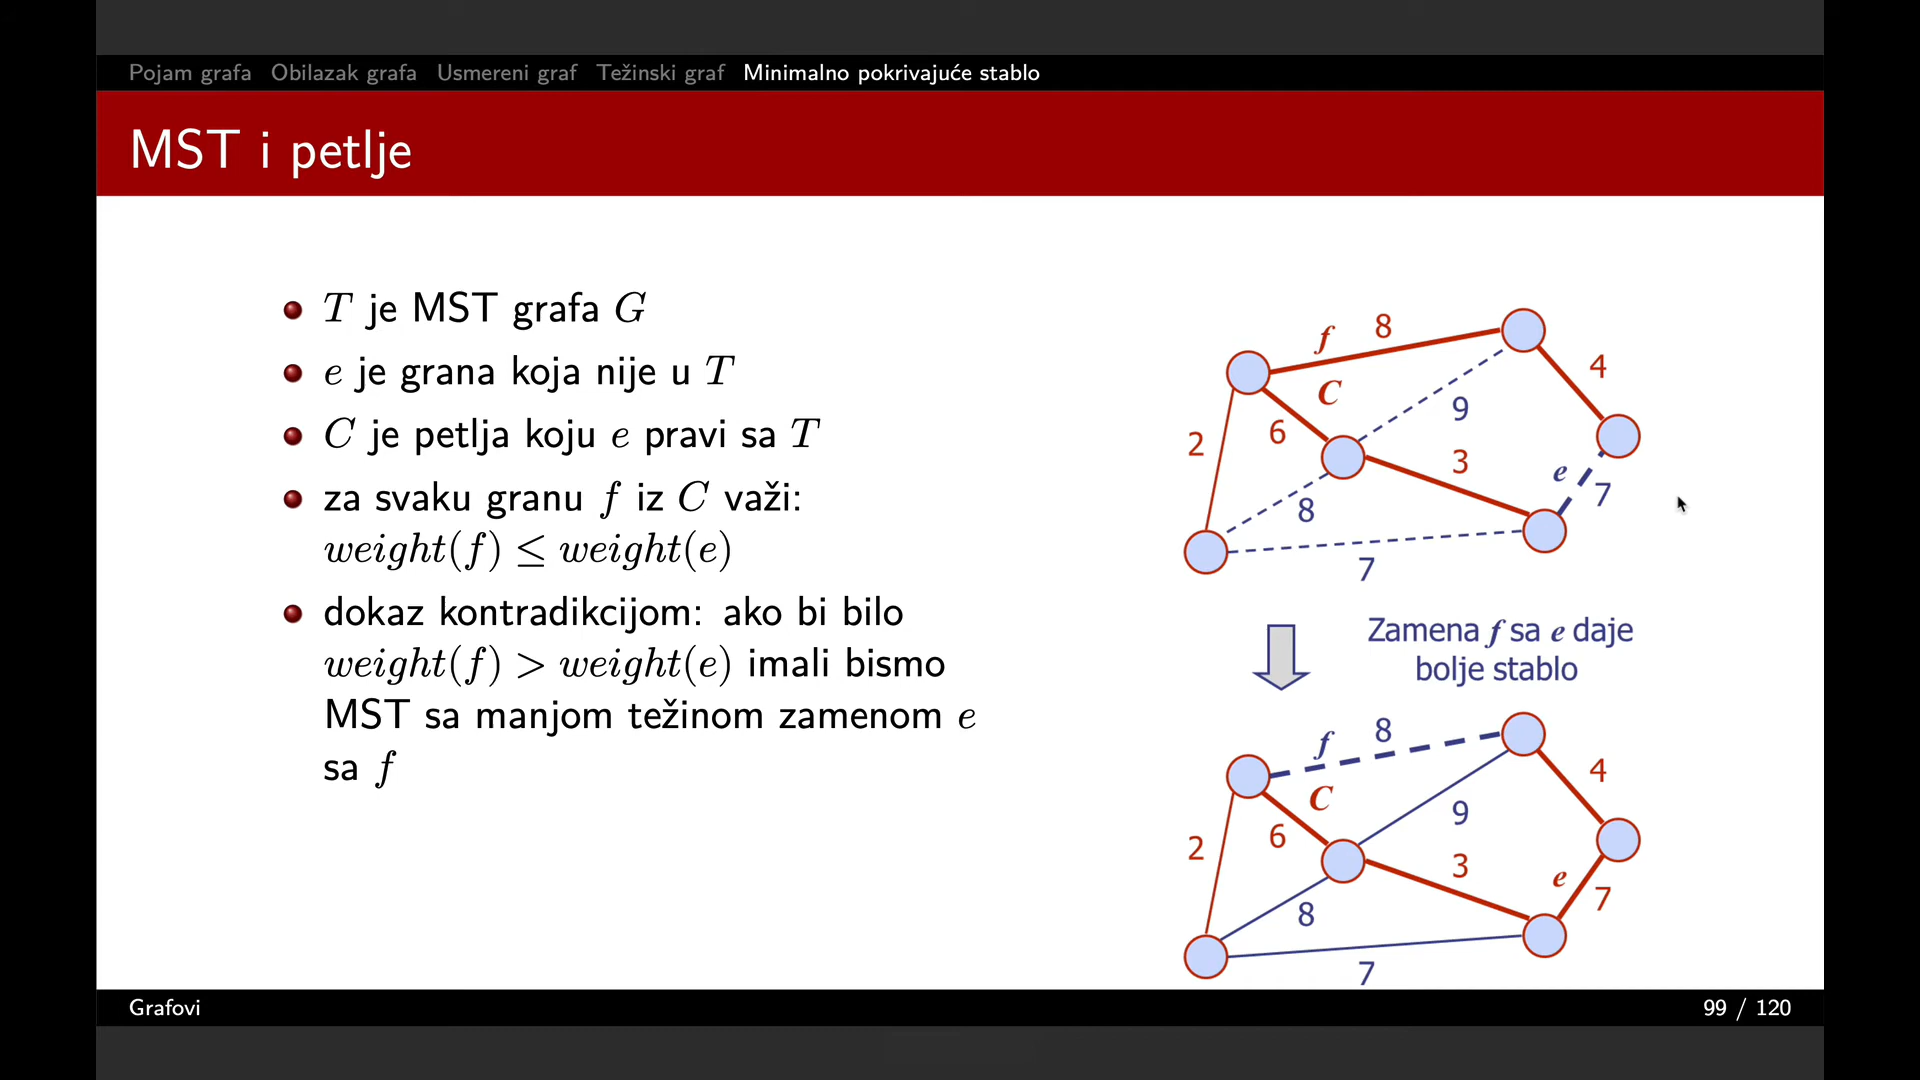 Pojam grafa Obilazak grafa Usmereni graf Težinski graf Minimalno pokrivajuće stablo
MST i petlje
T je MST grafa G
e je grana koja nije u T
C je petlja koju e pravi sa T
za svaku granu f iz C važi:
weight(f) ≤ weight(e)
dokaz kontradikcijom: ako bi bilo
weight(f) > weight(e) imali bismo
MST sa manjom težinom zamenom e
sa f
f 8
4
C
9
2 6
3
e 7
8
7
Zamena f sa e daje
bolje stablo
f 8
4
C
9
2 6
3
e 7
8
7
Grafovi 99 / 120